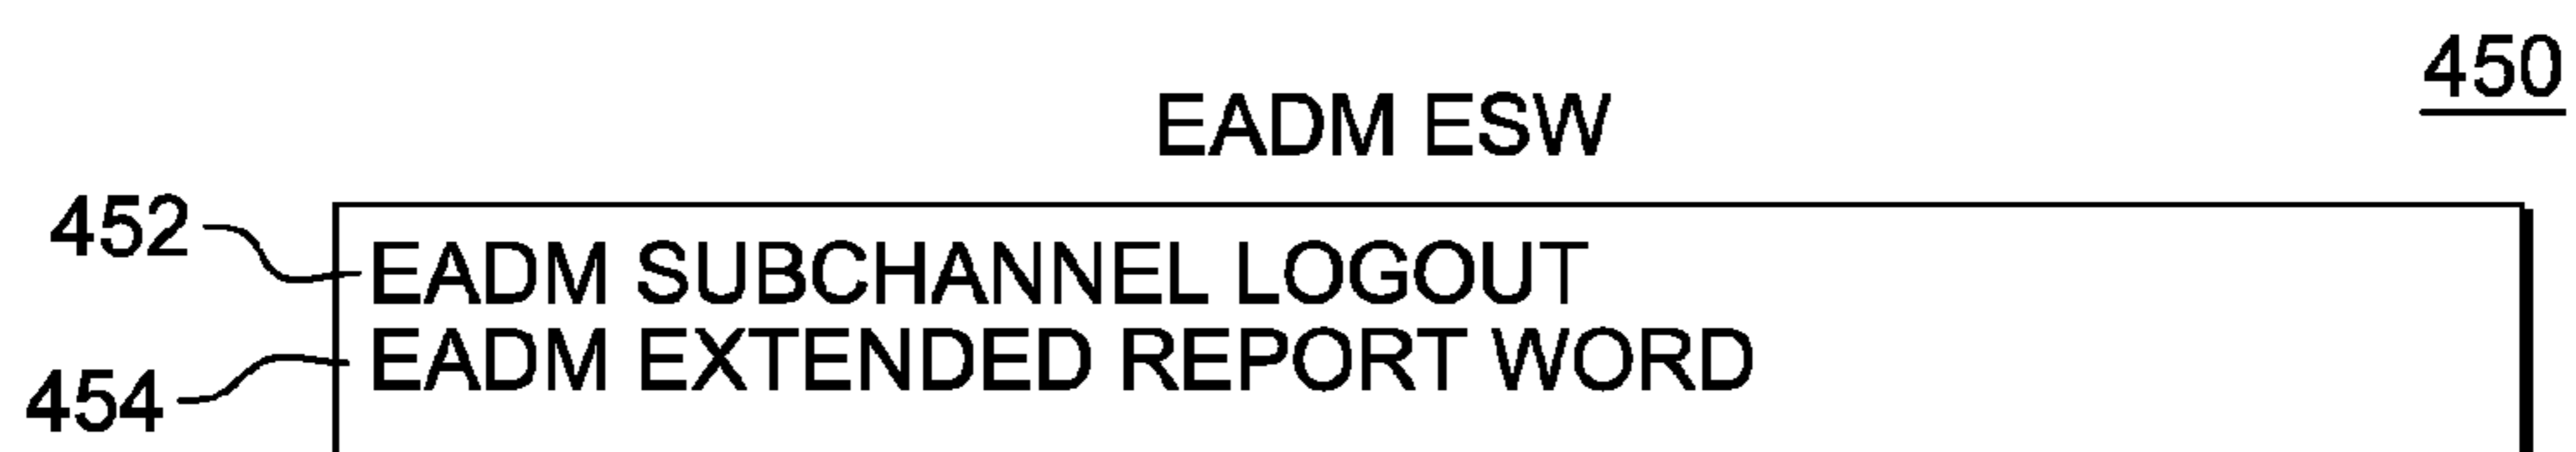 450
EADM ESW
452
EADM SUBCHANNEL LOGOUT
EADM EXTENDED REPORT WORD
454